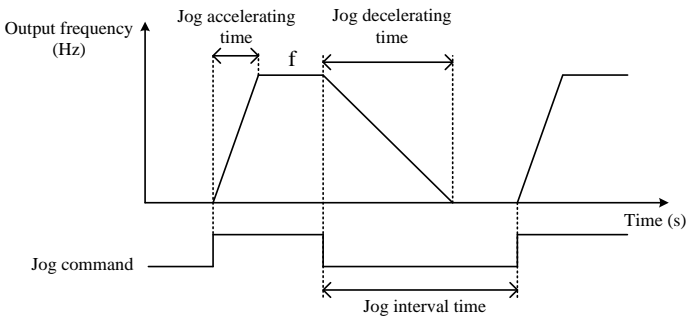 Jog accelerating
time
Jog decelerating
time
Output frequency
(Hz)
f
Time (s)
Jog command
Jog interval time